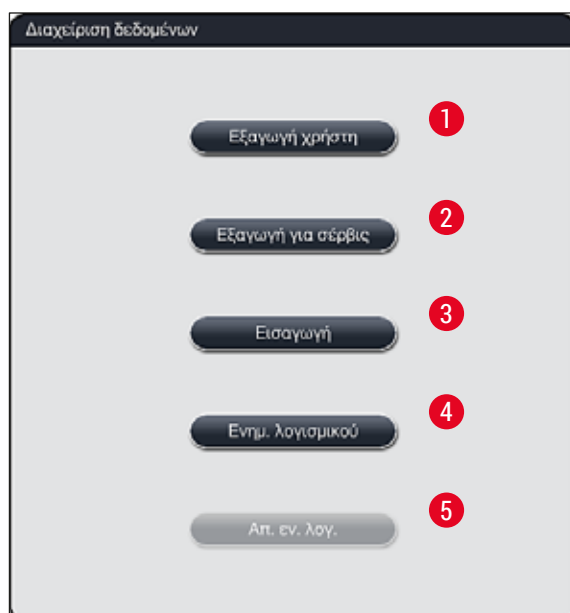 Διαχείριση δεδομένων
Εξαγωγή χρήστη
1
Εξαγωγή για σέρβις
2
Εισαγωγή
3
Ενημ. λογισμικού
4
Απ. εν. λογ.
5